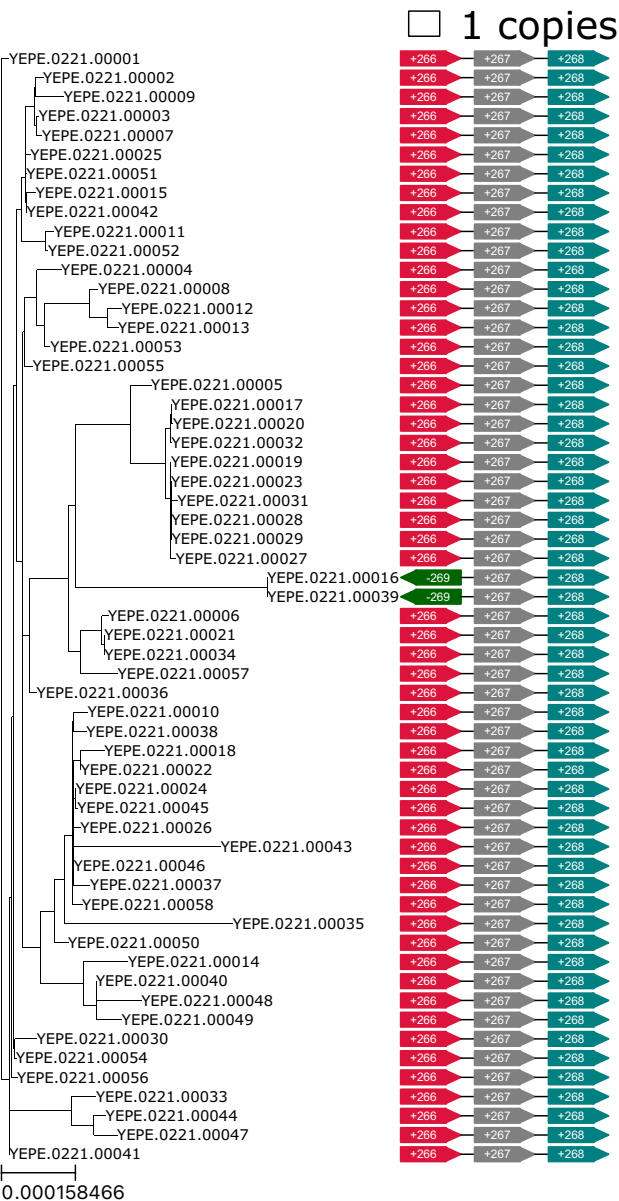 1 copies
YEPE.0221.00001 +266 +267 +268
YEPE.0221.00002 +266 +267 +268
YEPE.0221.00009 +266 +267 +268
YEPE.0221.00003 +266 +267 +268
YEPE.0221.00007 +266 +267 +268
YEPE.0221.00025 +266 +267 +268
YEPE.0221.00051 +266 +267 +268
YEPE.0221.00015 +266 +267 +268
YEPE.0221.00042 +266 +267 +268
YEPE.0221.00011 +266 +267 +268
YEPE.0221.00052 +266 +267 +268
YEPE.0221.00004 +266 +267 +268
YEPE.0221.00008 +266 +267 +268
YEPE.0221.00012 +266 +267 +268
YEPE.0221.00013 +266 +267 +268
YEPE.0221.00053 +266 +267 +268
YEPE.0221.00055 +266 +267 +268
YEPE.0221.00005 +266 +267 +268
YEPE.0221.00017 +266 +267 +268
YEPE.0221.00020 +266 +267 +268
YEPE.0221.00032 +266 +267 +268
YEPE.0221.00019 +266 +267 +268
YEPE.0221.00023 +266 +267 +268
YEPE.0221.00031 +266 +267 +268
YEPE.0221.00028 +266 +267 +268
YEPE.0221.00029 +266 +267 +268
YEPE.0221.00027 +266 +267 +268
YEPE.0221.00016 -269 +267 +268
YEPE.0221.00039 -269 +267 +268
YEPE.0221.00006 +266 +267 +268
YEPE.0221.00021 +266 +267 +268
YEPE.0221.00034 +266 +267 +268
YEPE.0221.00057 +266 +267 +268
YEPE.0221.00036 +266 +267 +268
YEPE.0221.00010 +266 +267 +268
YEPE.0221.00038 +266 +267 +268
YEPE.0221.00018 +266 +267 +268
YEPE.0221.00022 +266 +267 +268
YEPE.0221.00024 +266 +267 +268
YEPE.0221.00045 +266 +267 +268
YEPE.0221.00026 +266 +267 +268
YEPE.0221.00043 +266 +267 +268
YEPE.0221.00046 +266 +267 +268
YEPE.0221.00037 +266 +267 +268
YEPE.0221.00058 +266 +267 +268
YEPE.0221.00035 +266 +267 +268
YEPE.0221.00050 +266 +267 +268
YEPE.0221.00014 +266 +267 +268
YEPE.0221.00040 +266 +267 +268
YEPE.0221.00048 +266 +267 +268
YEPE.0221.00049 +266 +267 +268
YEPE.0221.00030 +266 +267 +268
YEPE.0221.00054 +266 +267 +268
YEPE.0221.00056 +266 +267 +268
YEPE.0221.00033 +266 +267 +268
YEPE.0221.00044 +266 +267 +268
YEPE.0221.00047 +266 +267 +268
YEPE.0221.00041 +266 +267 +268
0.000158466